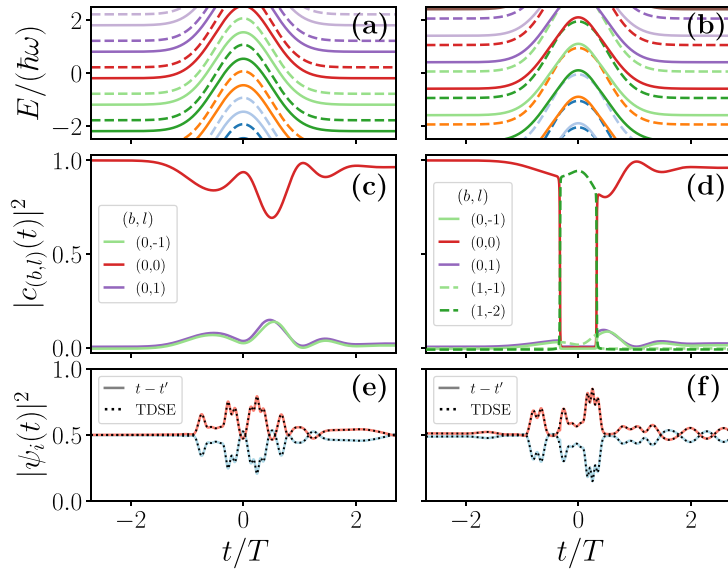 (a) (b)
E/(ħω)
2
0
−2
(c) (d)
|c_{(b,l)}(t)|^2
1.0
0.5
0.0
(b, l)
(0,-1)
(0,0)
(0,1)
(b, l)
(0,-1)
(0,0)
(0,1)
(1,-1)
(1,-2)
(e) (f)
|ψ_i(t)|^2
1.0
0.5
0.0
t − t′
TDSE
t − t′
TDSE
−2 0 2
−2 0 2
t/T t/T